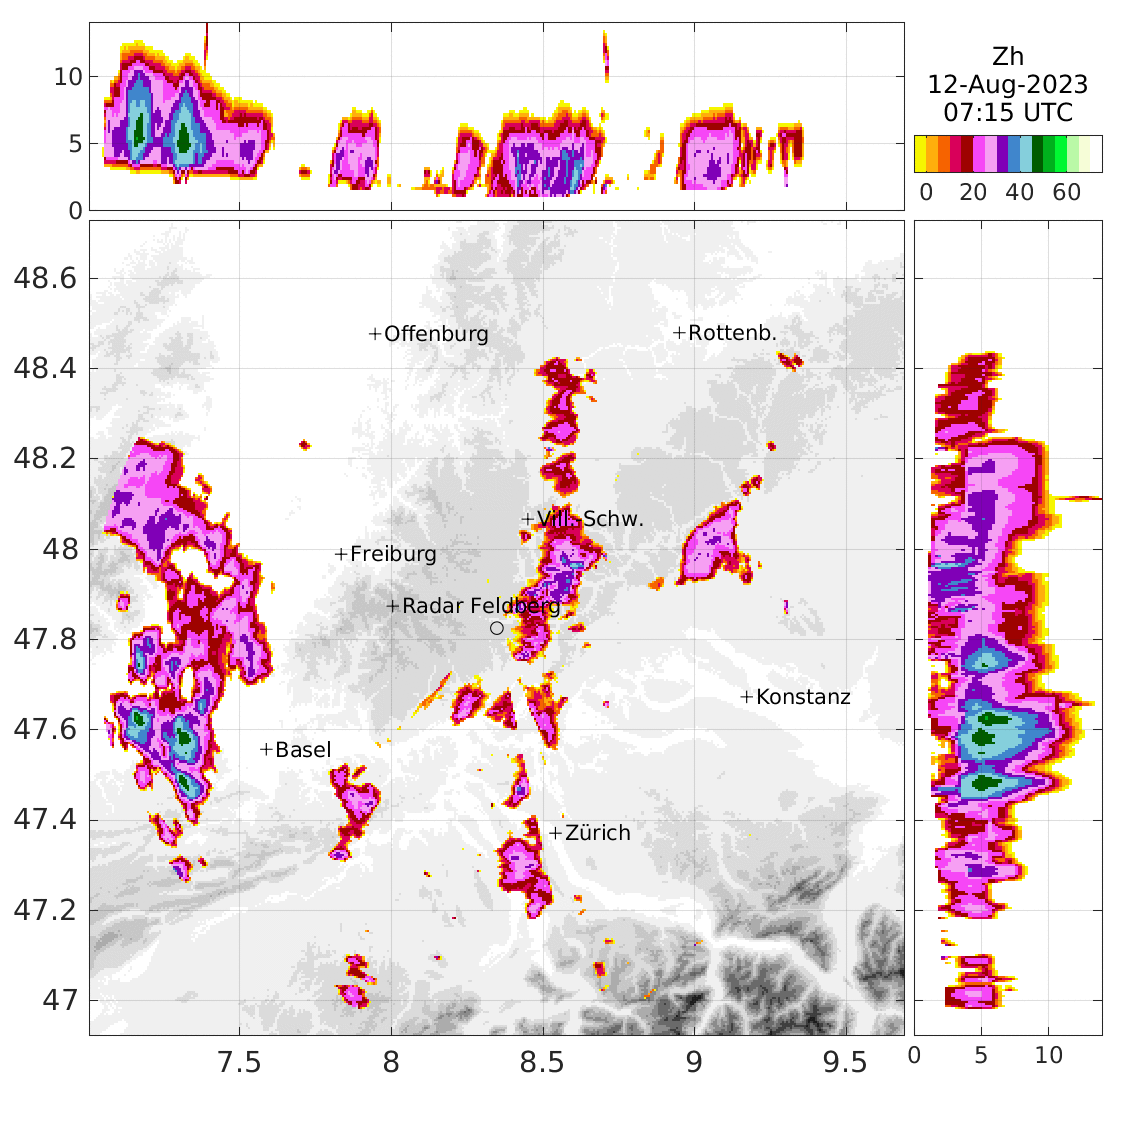 10
5
0
Zh
12-Aug-2023
07:15 UTC
0 20 40 60
48.6
48.4
48.2
48
47.8
47.6
47.4
47.2
47
+Offenburg
+Rottenb.
+Vill.-Schw.
+Freiburg
+Radar Feldberg
+Konstanz
+Basel
+Zürich
7.5 8 8.5 9 9.5
0 5 10